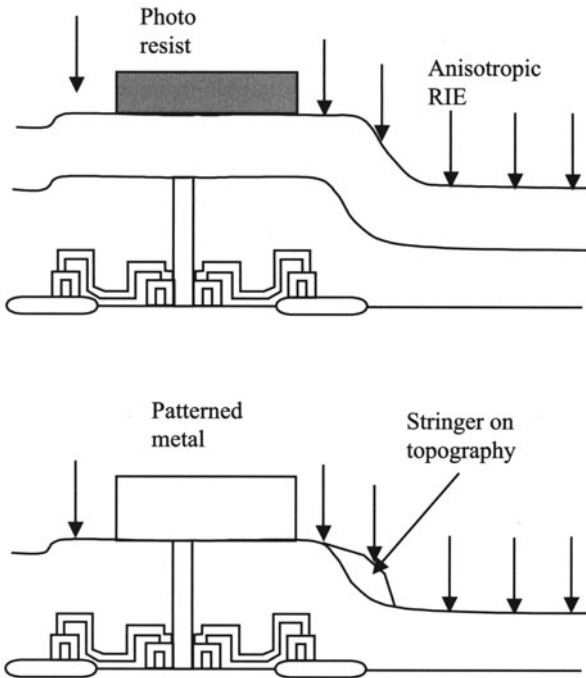 Photo
resist
Anisotropic
RIE
Patterned
metal
Stringer on
topography